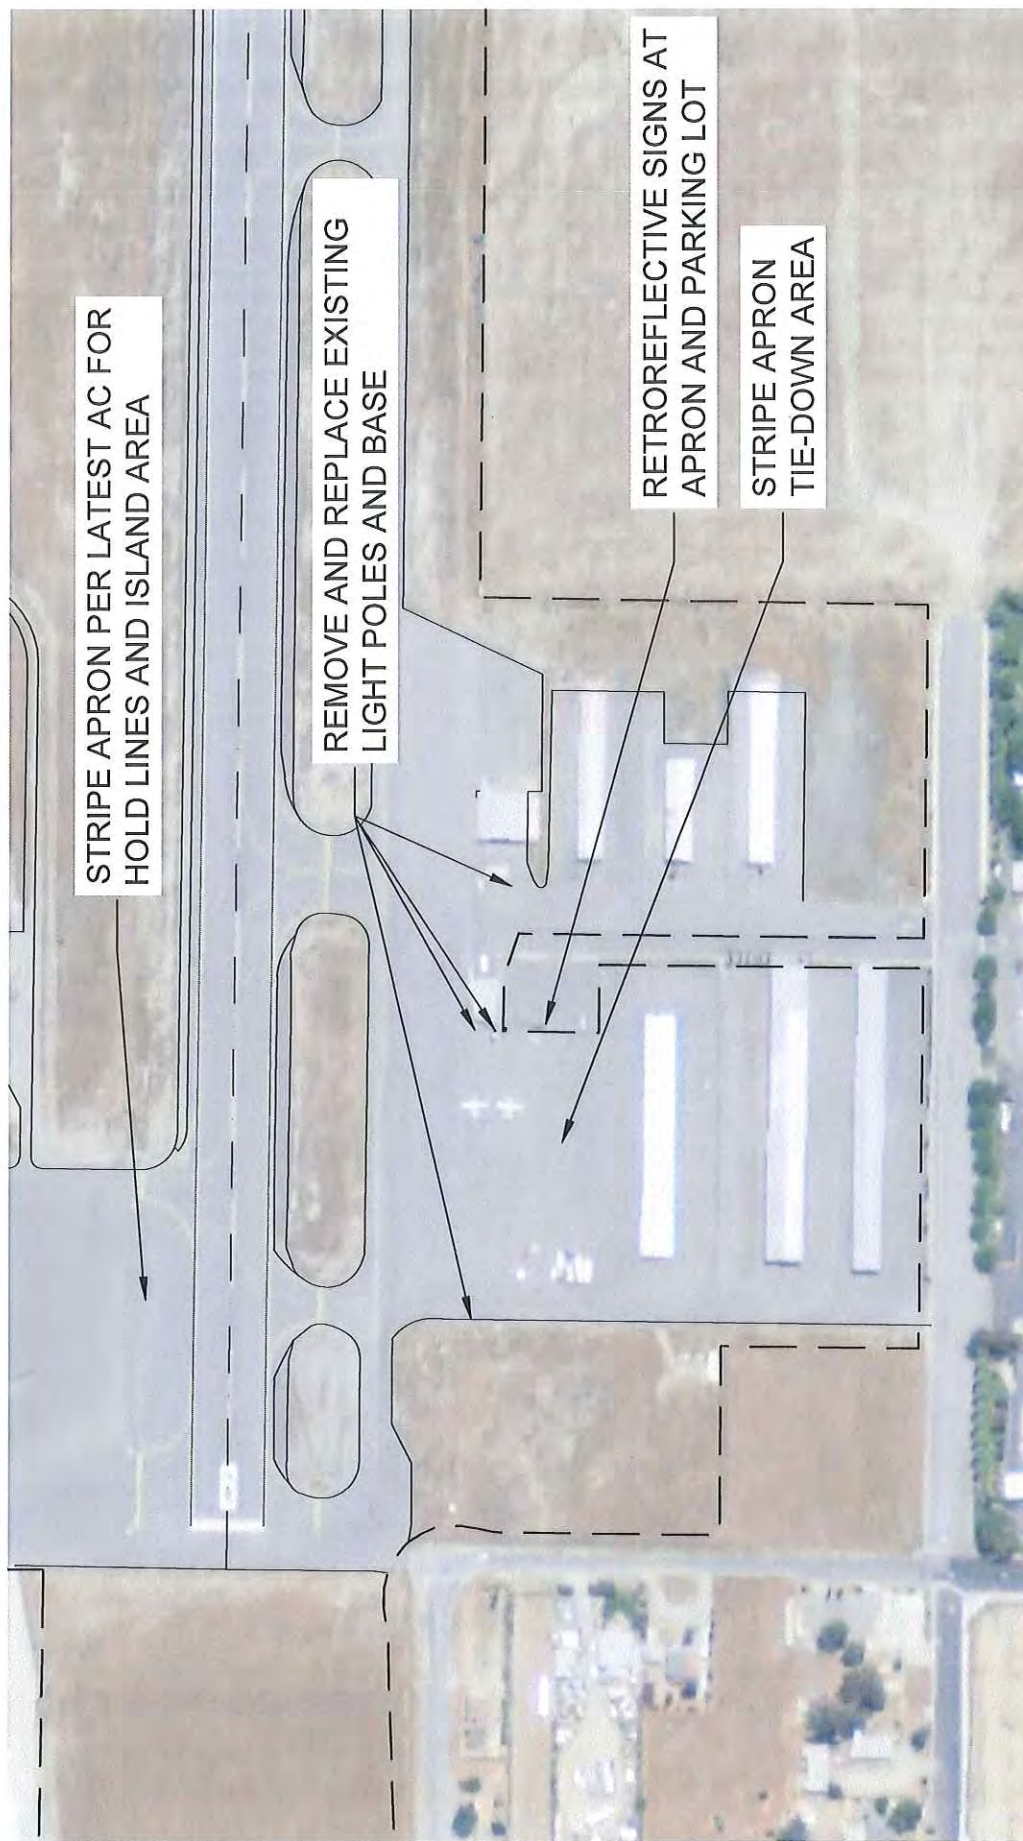 STRIPE APRON PER LATEST AC FOR
HOLD LINES AND ISLAND AREA
REMOVE AND REPLACE EXISTING
LIGHT POLES AND BASE
RETROREFLECTIVE SIGNS AT
APRON AND PARKING LOT
STRIPE APRON
TIE-DOWN AREA